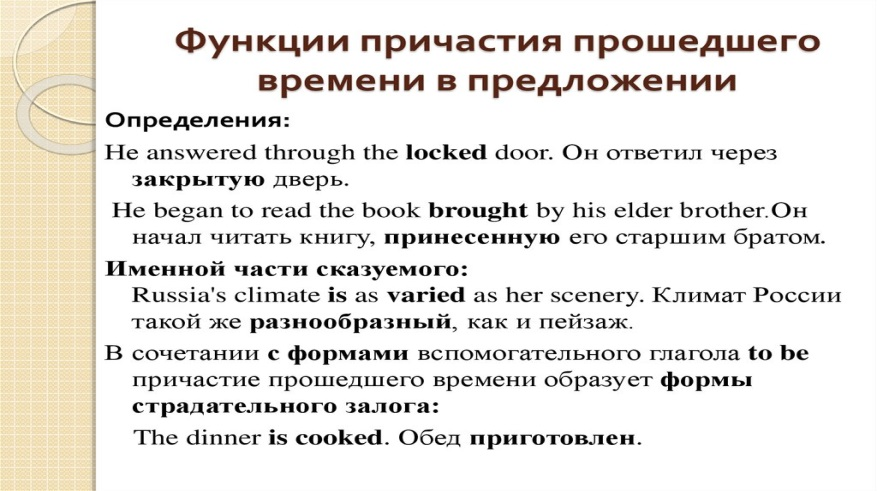 Функции причастия прошедшего
времени в предложении
Определения:
He answered through the locked door. Он ответил через
закрытую дверь.
He began to read the book brought by his elder brother.Он
начал читать книгу, принесенную его старшим братом.
Именной части сказуемого:
Russia's climate is as varied as her scenery. Климат России
такой же разнообразный, как и пейзаж.
В сочетании с формами вспомогательного глагола to be
причастие прошедшего времени образует формы
страдательного залога:
The dinner is cooked. Обед приготовлен.